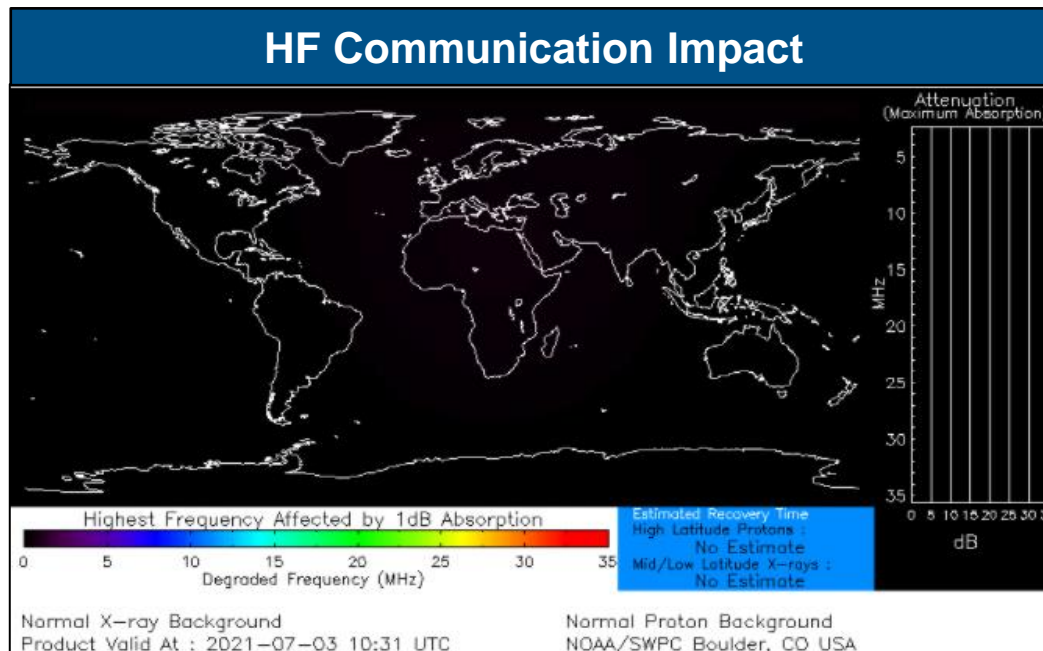 HF Communication Impact
Attenuation
(Maximum Absorption)
5
10
15
20
25
30
35
MHz
0 5 10 15 20 25 30
dB
Highest Frequency Affected by 1dB Absorption
0 5 10 15 20 25 30 35
Degraded Frequency (MHz)
Estimated Recovery Time
High Latitude Protons :
No Estimate
Mid/Low Latitude X-rays :
No Estimate
Normal X-ray Background
Product Valid At : 2021-07-03 10:31 UTC
Normal Proton Background
NOAA/SWPC Boulder, CO USA